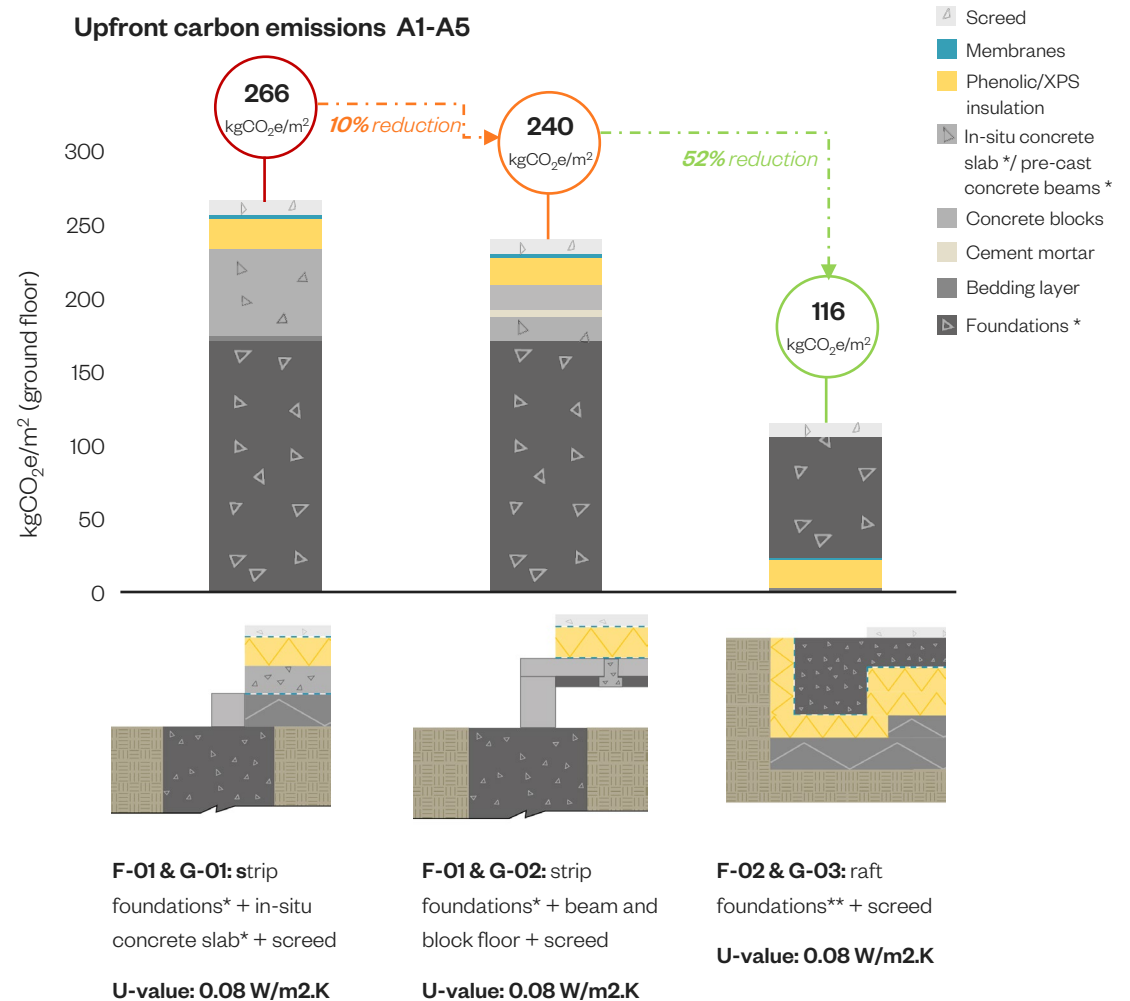 Upfront carbon emissions A1-A5
266
kgCO₂e/m²
10% reduction
240
kgCO₂e/m²
52% reduction
116
kgCO₂e/m²
kgCO₂e/m² (ground floor)
300
250
200
150
100
50
0
Screed
Membranes
Phenolic/XPS
insulation
In-situ concrete
slab */ pre-cast
concrete beams *
Concrete blocks
Cement mortar
Bedding layer
Foundations *
F-01 & G-01: strip
foundations* + in-situ
concrete slab* + screed
U-value: 0.08 W/m2.K
F-01 & G-02: strip
foundations* + beam and
block floor + screed
U-value: 0.08 W/m2.K
F-02 & G-03: raft
foundations** + screed
U-value: 0.08 W/m2.K